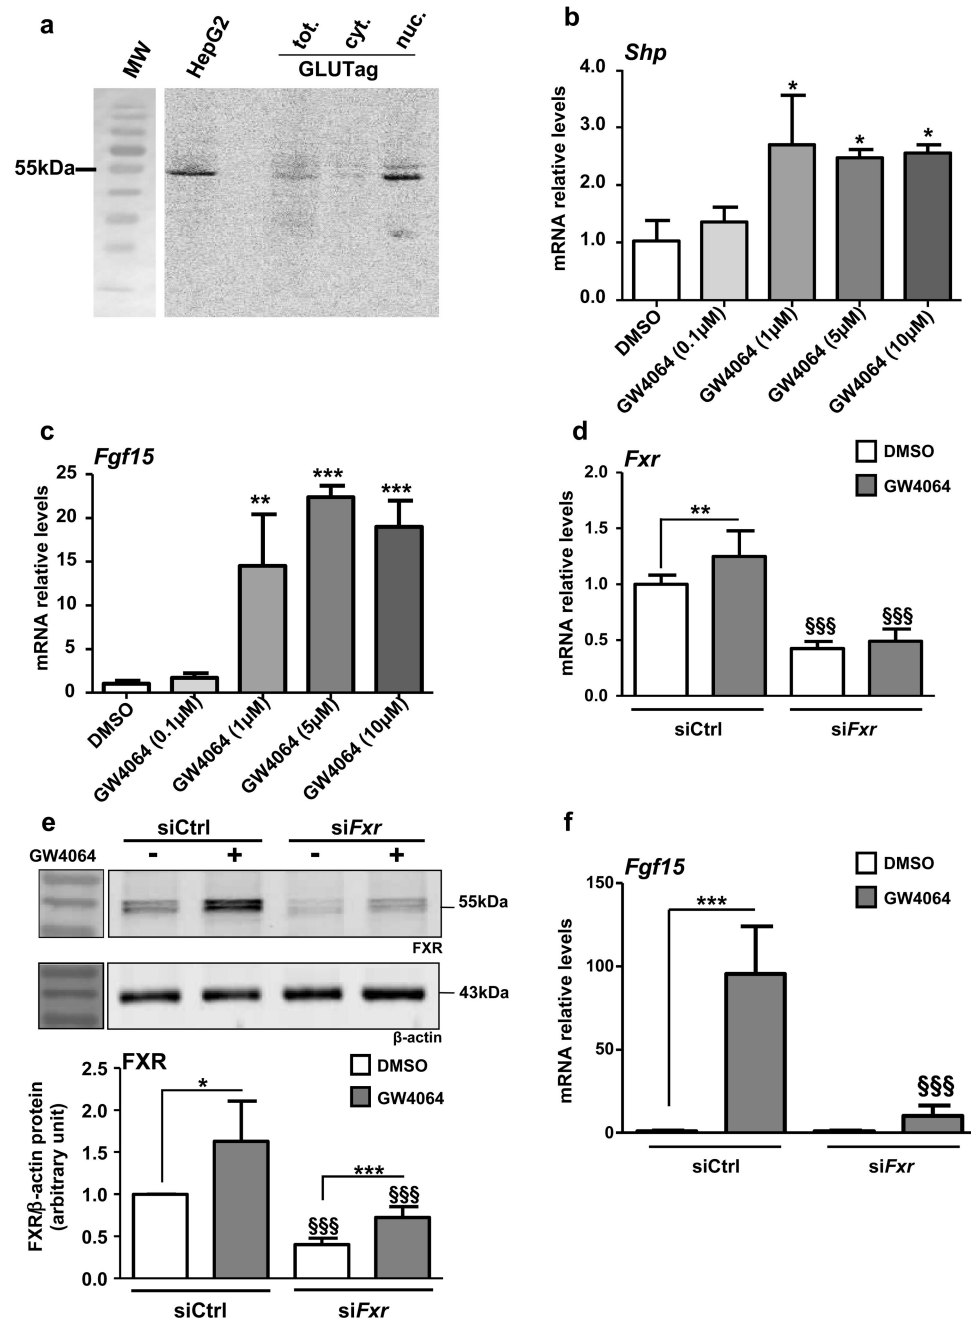 a
MW
HepG2
tot.
cyt.
nuc.
GLUTag
55kDa
b
Shp
mRNA relative levels
4.0
3.0
2.0
1.0
0.0
*
*
*
DMSO
GW4064 (0.1µM)
GW4064 (1µM)
GW4064 (5µM)
GW4064 (10µM)
c
Fgf15
mRNA relative levels
25
20
15
10
5
0
**
***
***
DMSO
GW4064 (0.1µM)
GW4064 (1µM)
GW4064 (5µM)
GW4064 (10µM)
d
Fxr
DMSO
GW4064
mRNA relative levels
2.0
1.5
1.0
0.5
0.0
**
§§§
§§§
siCtrl
siFxr
e
siCtrl
siFxr
GW4064
-
+
-
+
55kDa
FXR
43kDa
β-actin
FXR
DMSO
GW4064
FXR/β-actin protein
(arbitrary unit)
2.5
2.0
1.5
1.0
0.5
0.0
*
***
§§§
§§§
siCtrl
siFxr
f
Fgf15
DMSO
GW4064
mRNA relative levels
150
100
50
0
***
§§§
siCtrl
siFxr